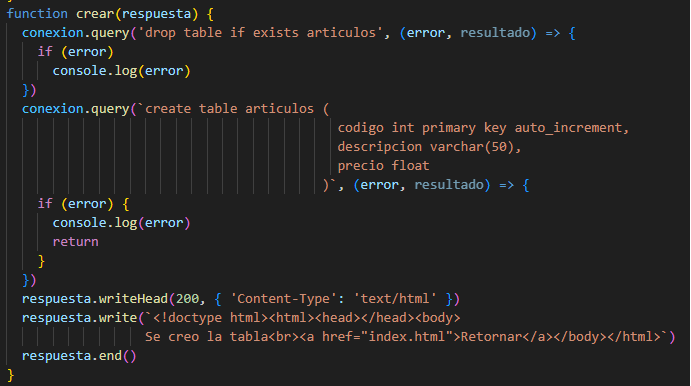 function crear(respuesta) {
conexion.query('drop table if exists articulos', (error, resultado) => {
if (error)
console.log(error)
})
conexion.query(`create table articulos (
codigo int primary key auto_increment,
descripcion varchar(50),
precio float
)`, (error, resultado) => {
if (error) {
console.log(error)
return
}
})
respuesta.writeHead(200, { 'Content-Type': 'text/html' })
respuesta.write(`<!doctype html><html><head></head><body>
Se creo la tabla<br><a href="index.html">Retornar</a></body></html>`)
respuesta.end()
}